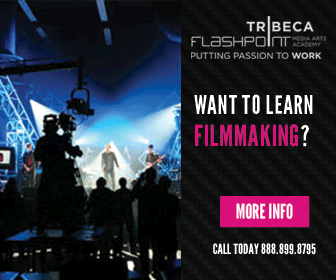 TRIBECA
FLASHPOINT MEDIA ARTS ACADEMY
PUTTING PASSION TO WORK
WANT TO LEARN
FILMMAKING?
MORE INFO
CALL TODAY 888.899.8795